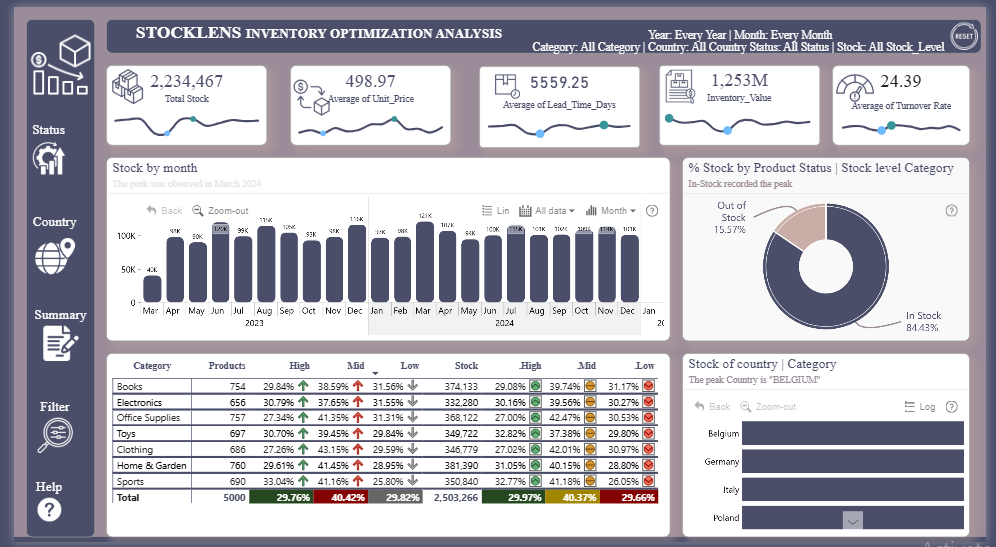 STOCKLENS INVENTORY OPTIMIZATION ANALYSIS
Year: Every Year | Month: Every Month
Category: All Category | Country: All Country Status: All Status | Stock: All Stock_Level
RESET
Status
Country
Summary
Filter
Help
2,234,467
Total Stock
498.97
Average of Unit_Price
5559.25
Average of Lead_Time_Days
1,253M
Inventory_Value
24.39
Average of Turnover Rate
Stock by month
The peak was observed in March 2024
Back Zoom-out Lin All data Month
100K
50K
0
40K 98K 90K 120K 99K 115K 105K 93K 98K 116K 97K 98K 121K 107K 94K 100K 115K 101K 102K 109K 114K 101K
Mar Apr May Jun Jul Aug Sep Oct Nov Dec Jan Feb Mar Apr May Jun Jul Aug Sep Oct Nov Dec Jan
2023 2024
% Stock by Product Status | Stock level Category
In-Stock recorded the peak
Out of
Stock
15.57%
In Stock
84.43%
Category Products High Mid Low Stock .High .Mid .Low
Books 754 29.84% 38.59% 31.56% 374,133 29.08% 39.74% 31.17%
Electronics 656 30.79% 37.65% 31.55% 332,280 30.16% 39.56% 30.27%
Office Supplies 757 27.34% 41.35% 31.31% 368,122 27.00% 42.47% 30.53%
Toys 697 30.70% 39.45% 29.84% 349,722 32.82% 37.38% 29.80%
Clothing 686 27.26% 43.15% 29.59% 346,779 27.02% 42.01% 30.97%
Home & Garden 760 29.61% 41.45% 28.95% 381,390 31.05% 40.15% 28.80%
Sports 690 33.04% 41.16% 25.80% 350,840 32.77% 41.18% 26.05%
Total 5000 29.76% 40.42% 29.82% 2,503,266 29.97% 40.37% 29.66%
Stock of country | Category
The peak Country is "BELGIUM"
Back Zoom-out Log
Belgium
Germany
Italy
Poland